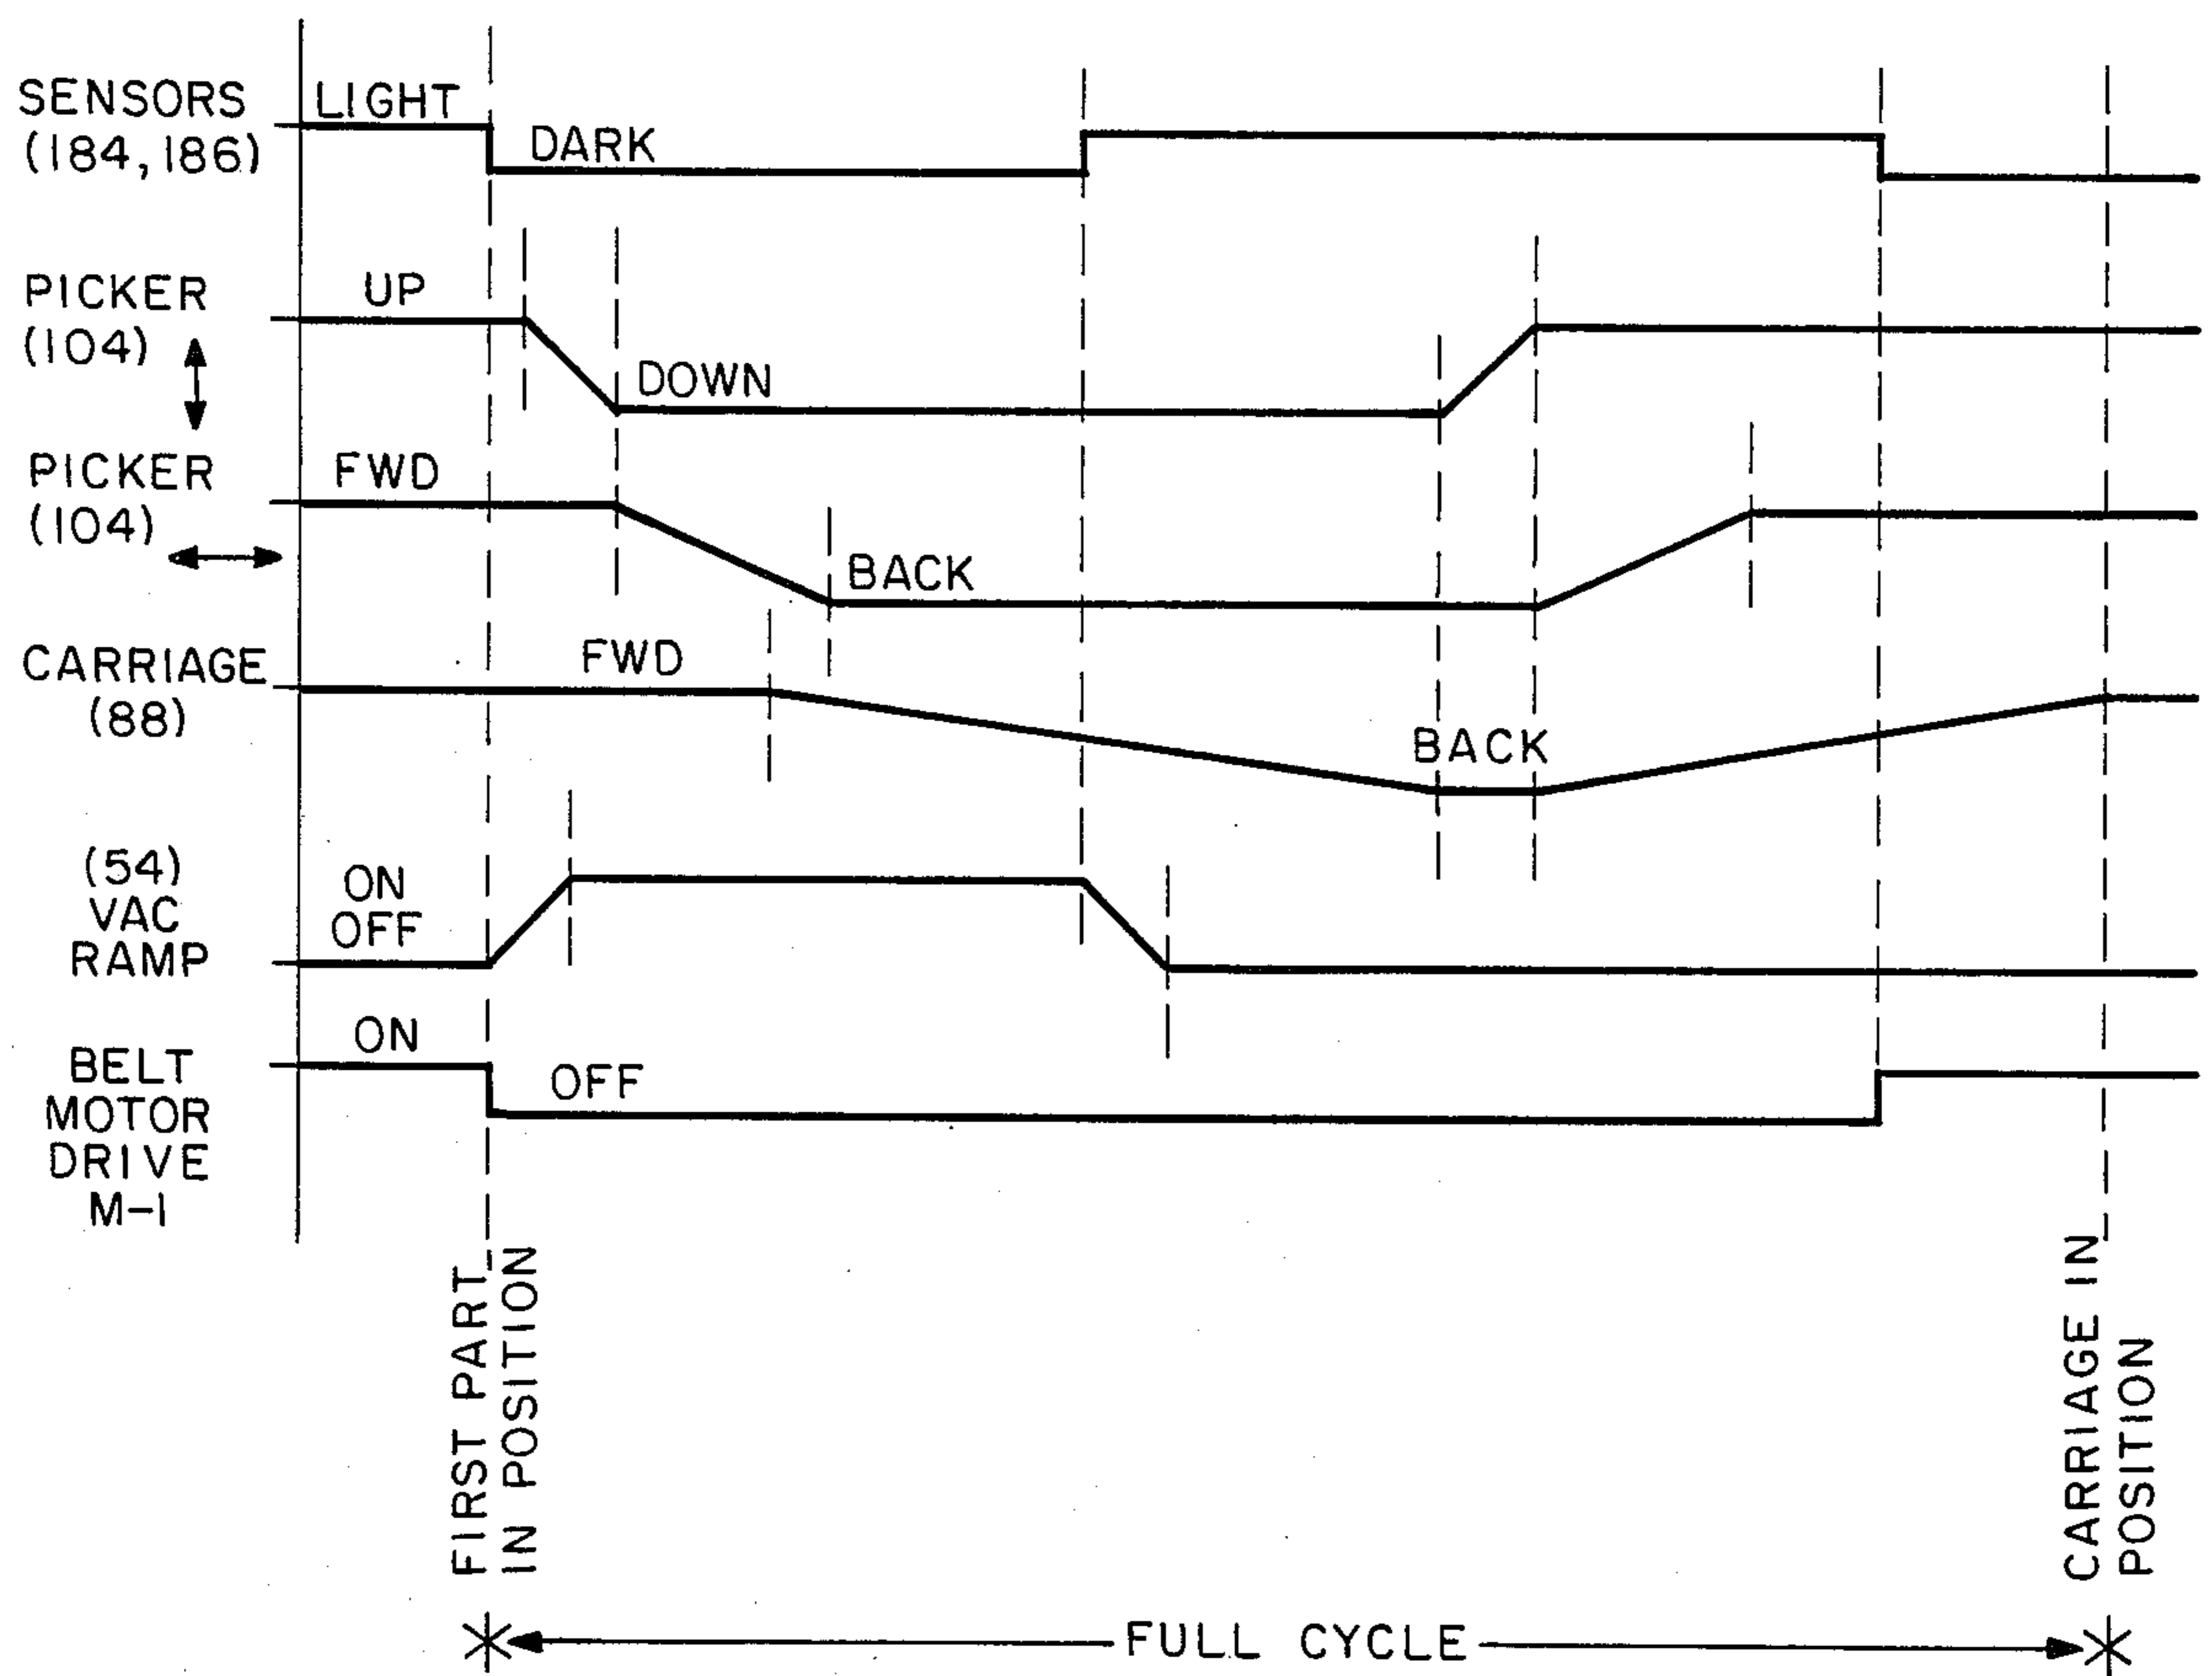 SENSORS
(184, 186)
LIGHT
DARK
PICKER
(104)
UP
DOWN
PICKER
(104)
FWD
BACK
CARRIAGE
(88)
FWD
BACK
(54)
VAC
RAMP
ON
OFF
BELT
MOTOR
DRIVE
M-1
ON
OFF
FIRST PART
IN POSITION
CARRIAGE IN
POSITION
FULL CYCLE